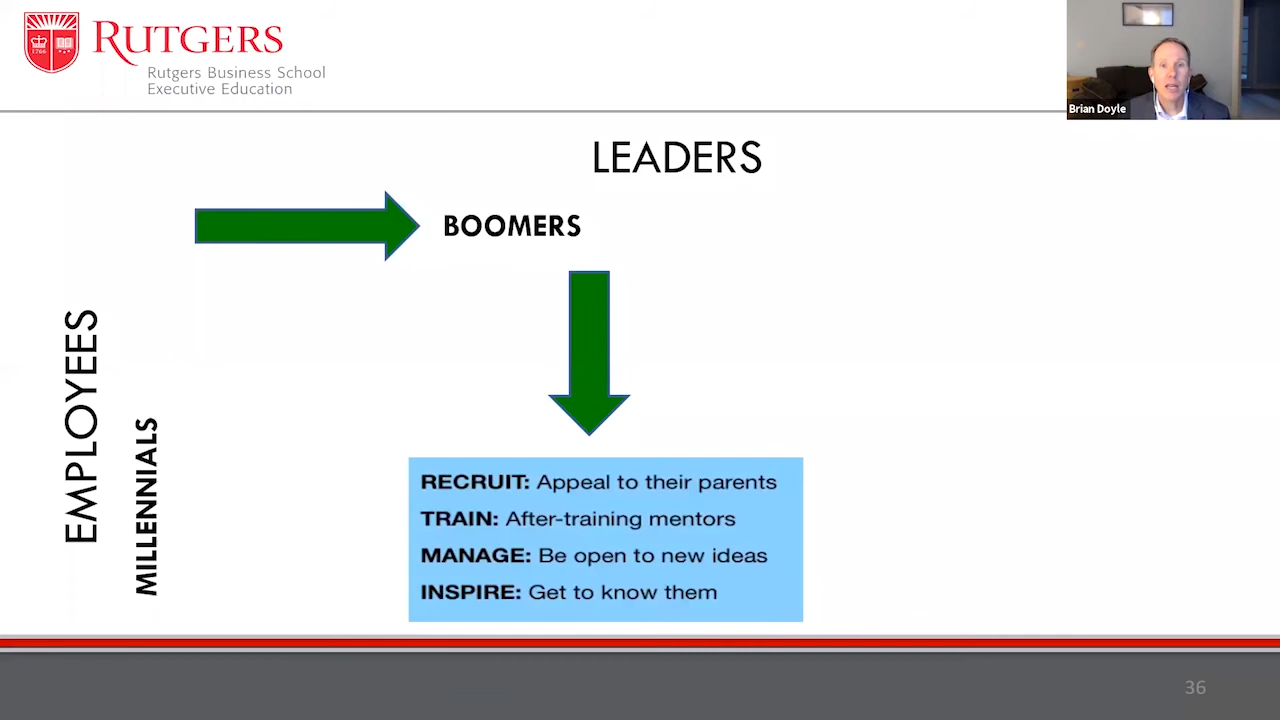 RUTGERS
Rutgers Business School
Executive Education
1766
Brian Doyle
LEADERS
BOOMERS
EMPLOYEES
MILLENNIALS
RECRUIT: Appeal to their parents
TRAIN: After-training mentors
MANAGE: Be open to new ideas
INSPIRE: Get to know them
36